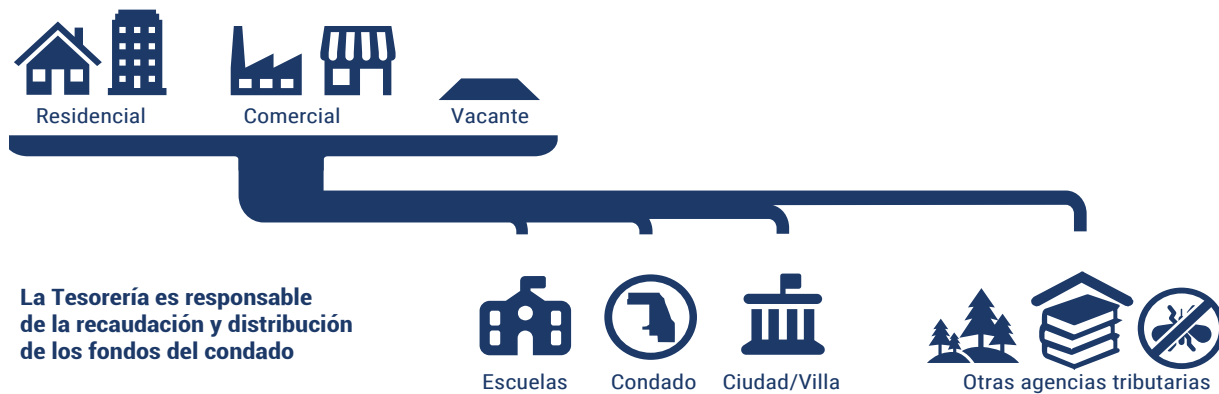 Residencial
Comercial
Vacante
La Tesorería es responsable
de la recaudación y distribución
de los fondos del condado
Escuelas
Condado
Ciudad/Villa
Otras agencias tributarias